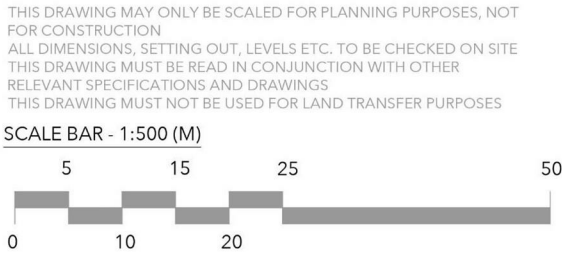 THIS DRAWING MAY ONLY BE SCALED FOR PLANNING PURPOSES, NOT
FOR CONSTRUCTION
ALL DIMENSIONS, SETTING OUT, LEVELS ETC. TO BE CHECKED ON SITE
THIS DRAWING MUST BE READ IN CONJUNCTION WITH OTHER
RELEVANT SPECIFICATIONS AND DRAWINGS
THIS DRAWING MUST NOT BE USED FOR LAND TRANSFER PURPOSES
SCALE BAR - 1:500 (M)
5 15 25 50
0 10 20